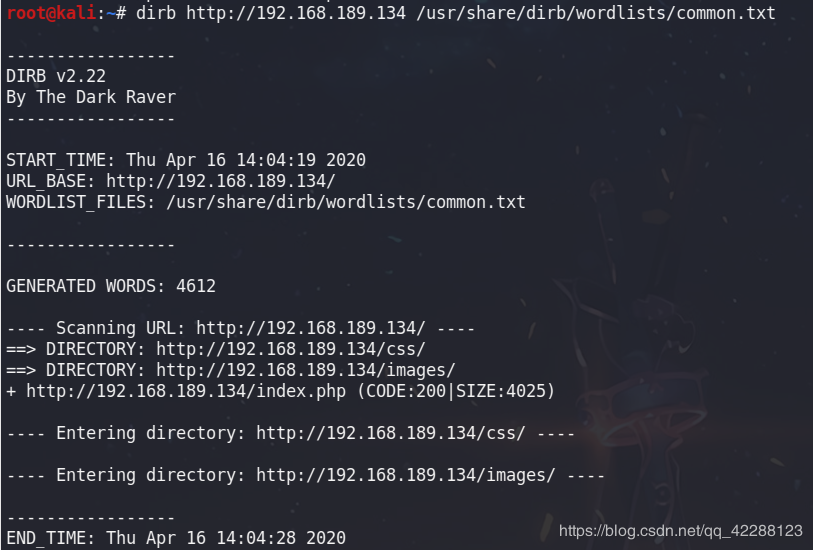 root@kali:~# dirb http://192.168.189.134 /usr/share/dirb/wordlists/common.txt
-----------------
DIRB v2.22
By The Dark Raver
-----------------
START_TIME: Thu Apr 16 14:04:19 2020
URL_BASE: http://192.168.189.134/
WORDLIST_FILES: /usr/share/dirb/wordlists/common.txt
-----------------
GENERATED WORDS: 4612
---- Scanning URL: http://192.168.189.134/ ----
==> DIRECTORY: http://192.168.189.134/css/
==> DIRECTORY: http://192.168.189.134/images/
+ http://192.168.189.134/index.php (CODE:200|SIZE:4025)
---- Entering directory: http://192.168.189.134/css/ ----
---- Entering directory: http://192.168.189.134/images/ ----
-----------------
END_TIME: Thu Apr 16 14:04:28 2020
https://blog.csdn.net/qq_42288123